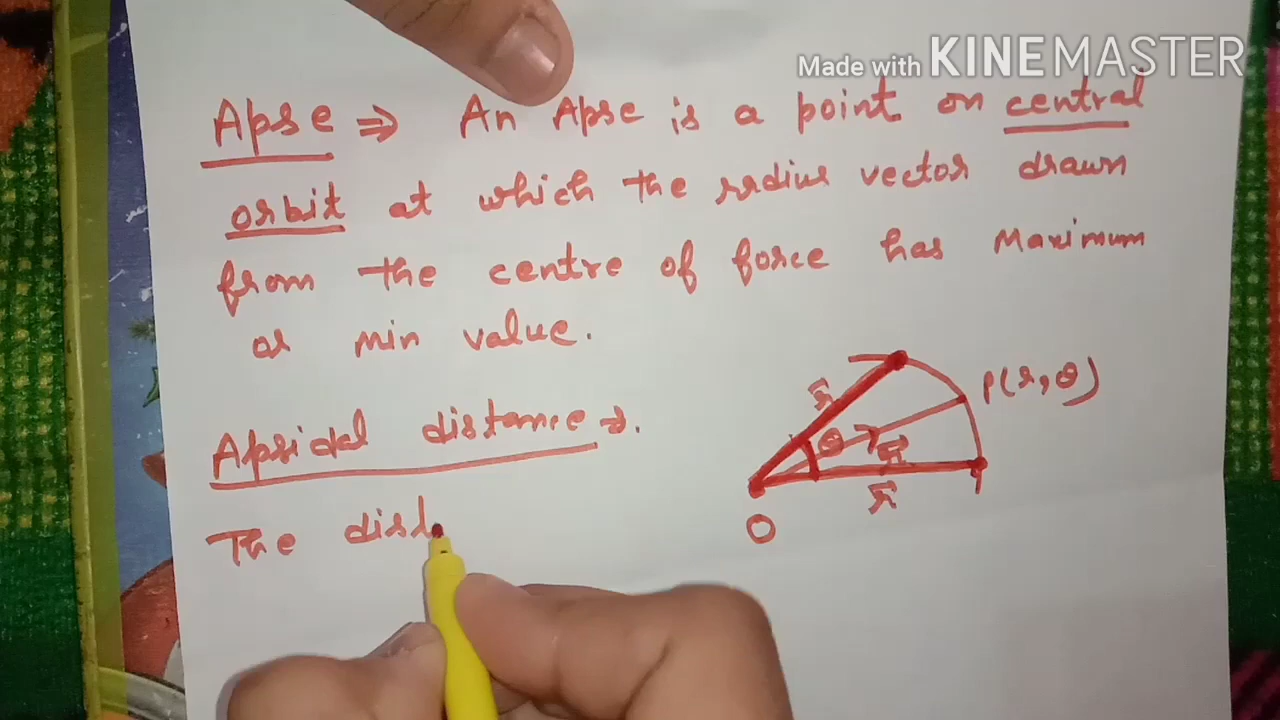 Made with KINEMASTER
Apse ⇒ An Apse is a point on central
orbit at which the radius vector drawn
from the centre of force has Maximum
or min value.
P(r, θ)
r⃗
θ
r⃗
Apsidal distance →.
r⃗
O
The dist